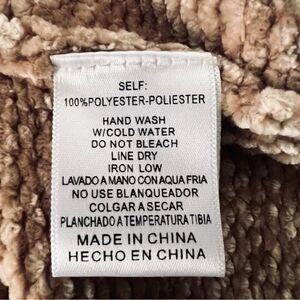 SELF:
100%POLYESTER-POLIESTER
HAND WASH
W/COLD WATER
DO NOT BLEACH
LINE DRY
IRON LOW
LAVADO A MANO CON AQUA FRIA
NO USE BLANQUEADOR
COLGAR A SECAR
PLANCHADO A TEMPERATURA TIBIA
MADE IN CHINA
HECHO EN CHINA